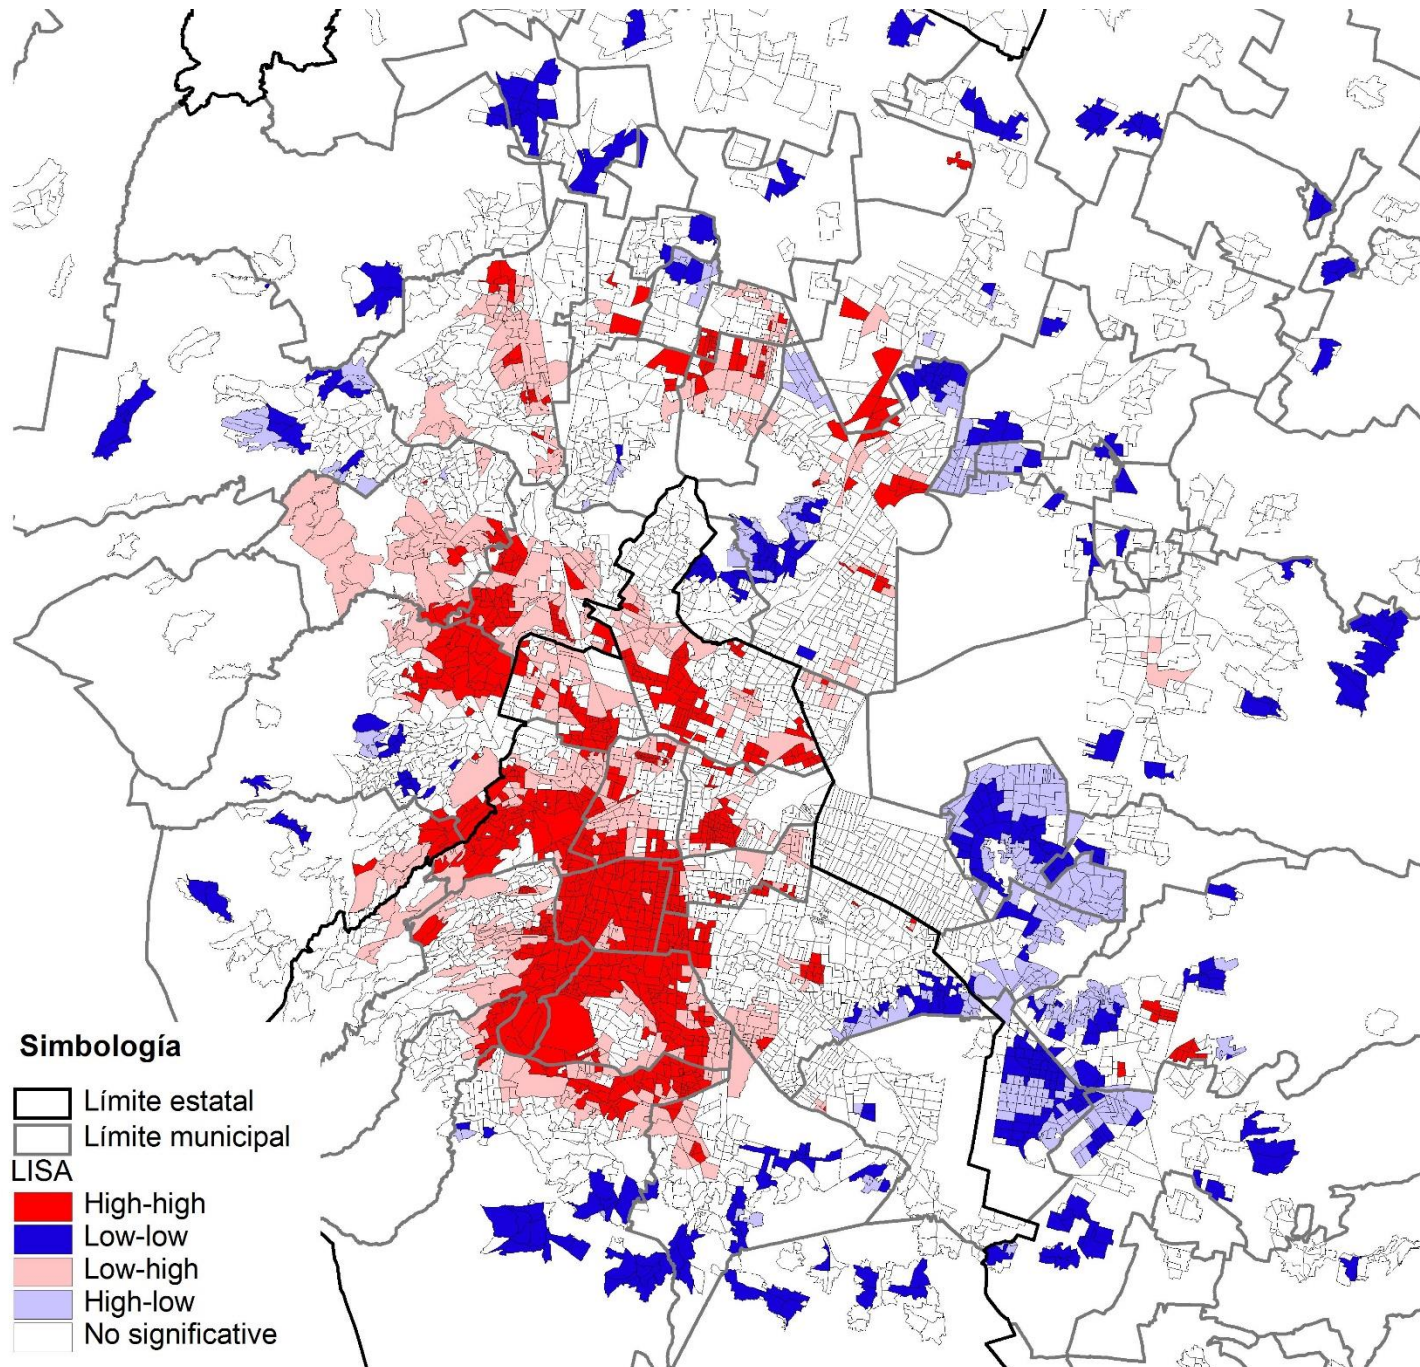 Simbología
Límite estatal
Límite municipal
LISA
High-high
Low-low
Low-high
High-low
No significative